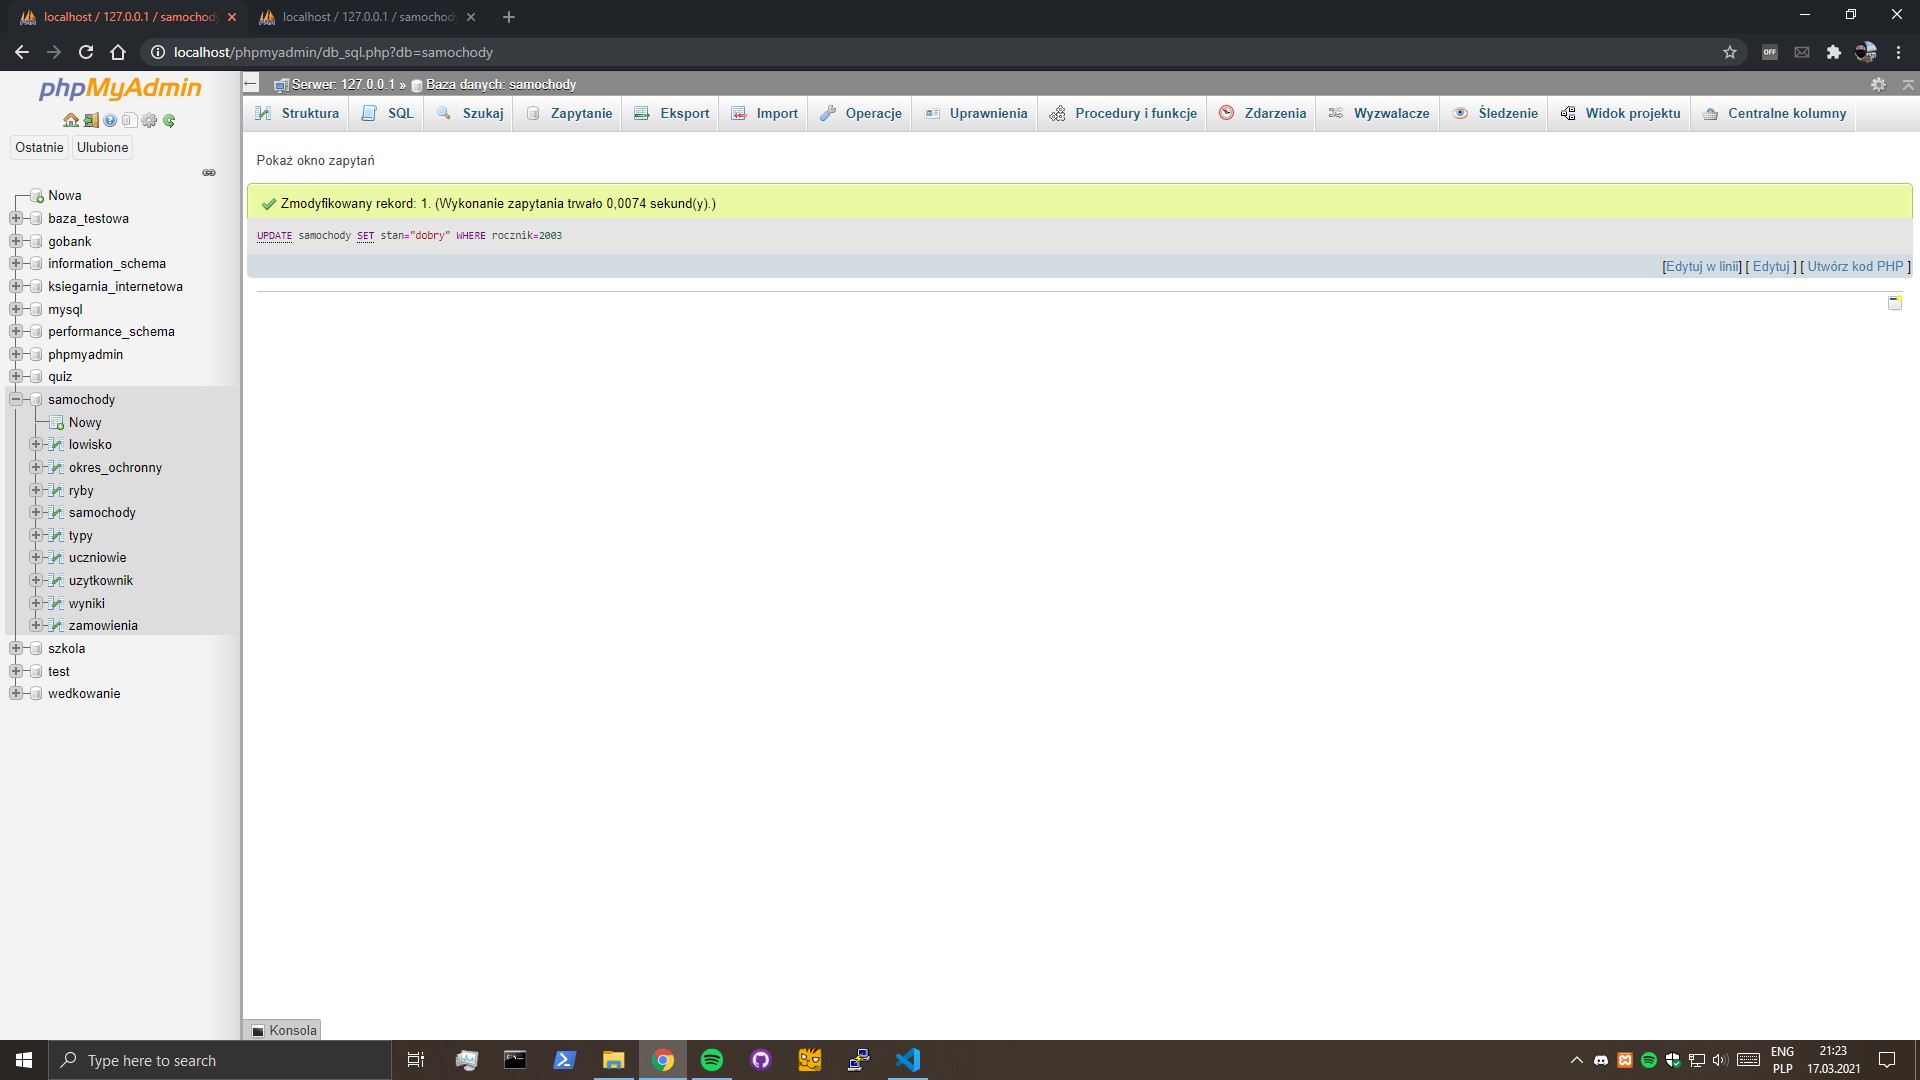 localhost / 127.0.0.1 / samochod
localhost / 127.0.0.1 / samochod
localhost/phpmyadmin/db_sql.php?db=samochody
OFF
phpMyAdmin
Ostatnie
Ulubione
Nowa
baza_testowa
gobank
information_schema
ksiegarnia_internetowa
mysql
performance_schema
phpmyadmin
quiz
samochody
Nowy
lowisko
okres_ochronny
ryby
samochody
typy
uczniowie
uzytkownik
wyniki
zamowienia
szkola
test
wedkowanie
Serwer: 127.0.0.1 » Baza danych: samochody
Struktura
SQL
Szukaj
Zapytanie
Eksport
Import
Operacje
Uprawnienia
Procedury i funkcje
Zdarzenia
Wyzwalacze
Śledzenie
Widok projektu
Centralne kolumny
Pokaż okno zapytań
Zmodyfikowany rekord: 1. (Wykonanie zapytania trwało 0,0074 sekund(y).)
UPDATE samochody SET stan="dobry" WHERE rocznik=2003
[Edytuj w linii] [ Edytuj ] [ Utwórz kod PHP ]
Konsola
Type here to search
ENG
PLP
21:23
17.03.2021